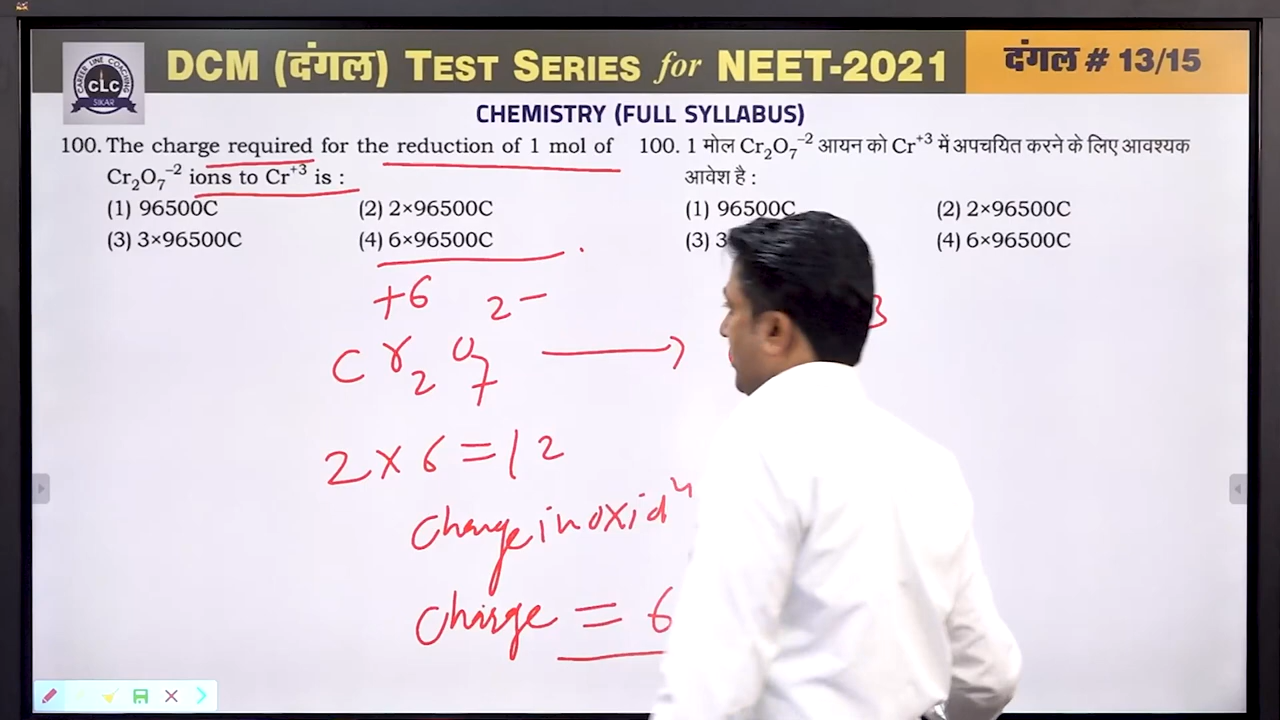 DCM (दंगल) TEST SERIES for NEET-2021
दंगल # 13/15
CAREER LINE COACHING
CLC
SIKAR
CHEMISTRY (FULL SYLLABUS)
100. The charge required for the reduction of 1 mol of
Cr₂O₇⁻² ions to Cr⁺³ is :
(1) 96500C (2) 2×96500C
(3) 3×96500C (4) 6×96500C
100. 1 मोल Cr₂O₇⁻² आयन को Cr⁺³ में अपचयित करने के लिए आवश्यक
आवेश है :
(1) 96500C (2) 2×96500C
(3) 3 (4) 6×96500C
+6 2− 3
Cr₂O₇ ⟶
2×6=12
Change in oxidⁿ
Charge = 6